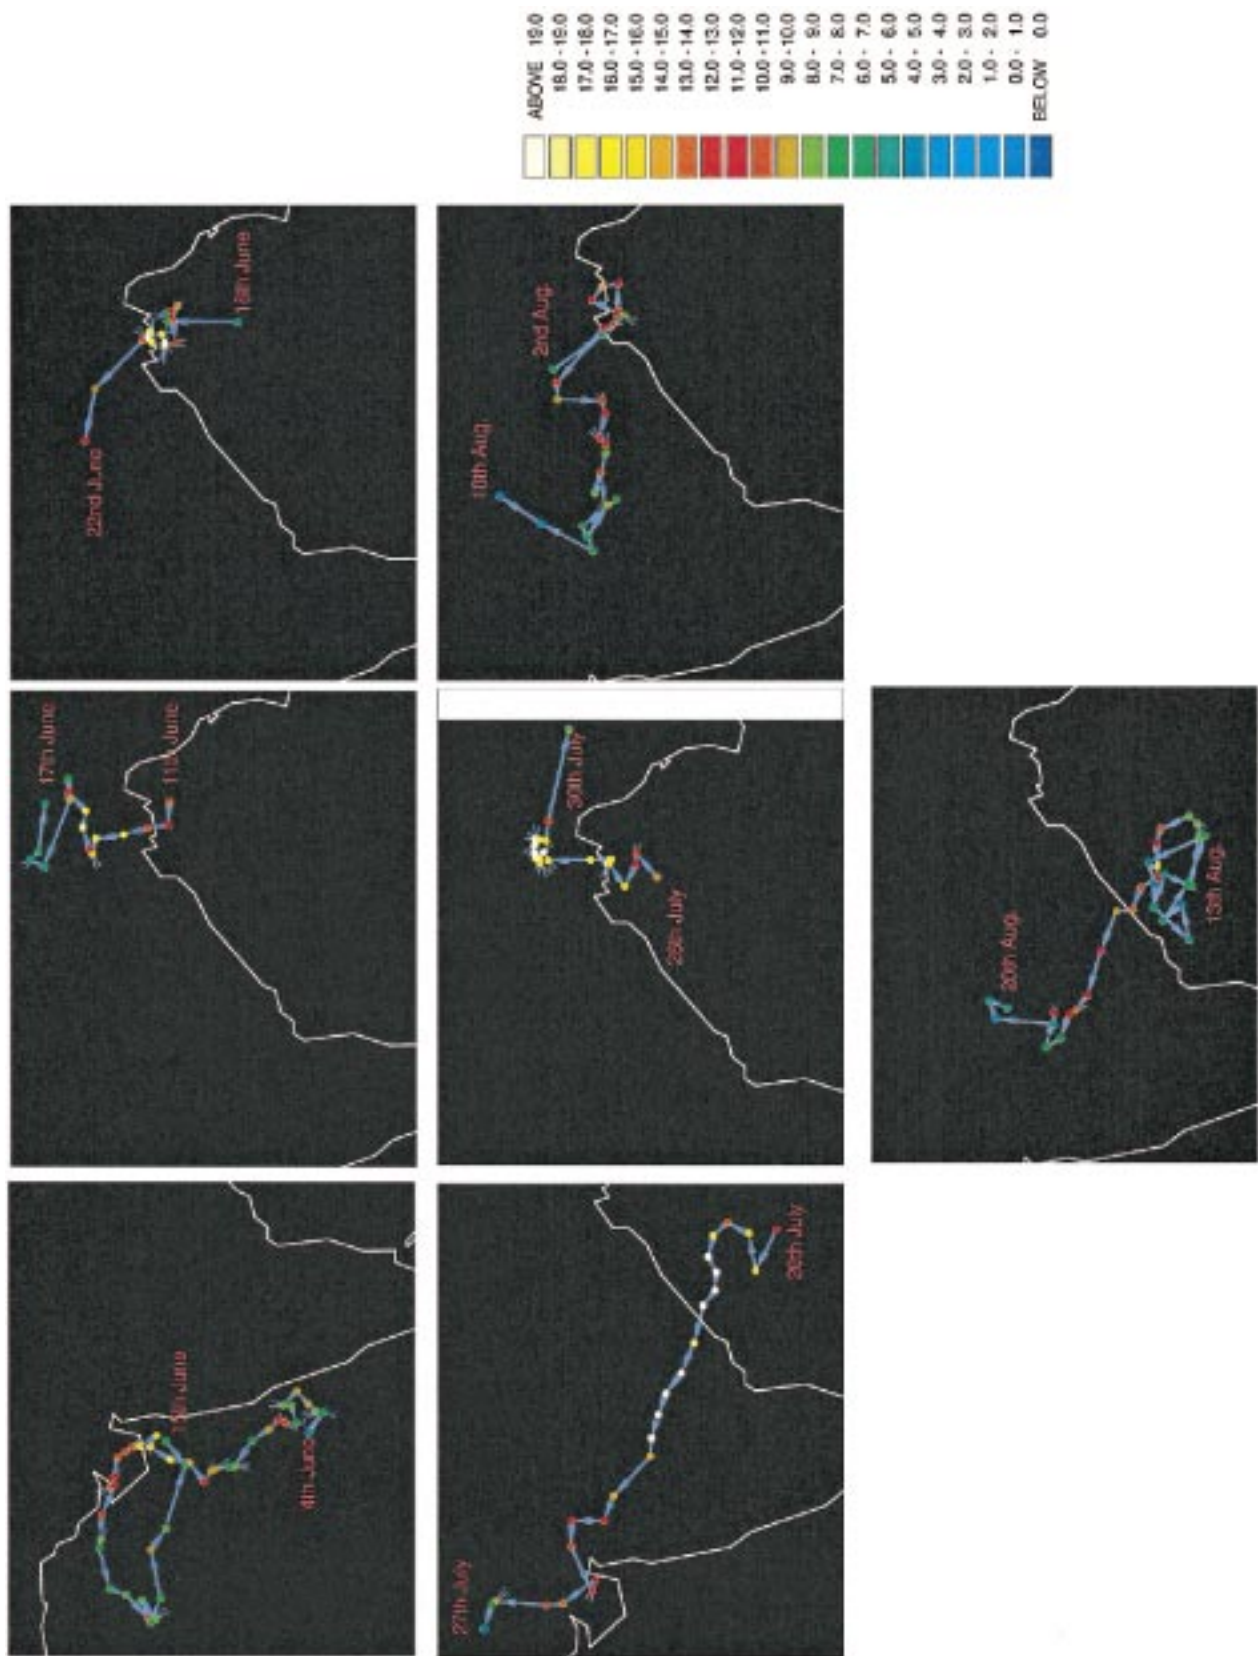 15th June
4th June
17th June
11th June
22nd June
18th June
27th July
20th July
30th July
July
Aug.
2nd Aug.
20th Aug.
13th Aug.
ABOVE 19.0
18.0 - 19.0
17.0 - 18.0
16.0 - 17.0
15.0 - 16.0
14.0 - 15.0
13.0 - 14.0
12.0 - 13.0
11.0 - 12.0
10.0 - 11.0
9.0 - 10.0
8.0 - 9.0
7.0 - 8.0
6.0 - 7.0
5.0 - 6.0
4.0 - 5.0
3.0 - 4.0
2.0 - 3.0
1.0 - 2.0
0.0 - 1.0
BELOW 0.0